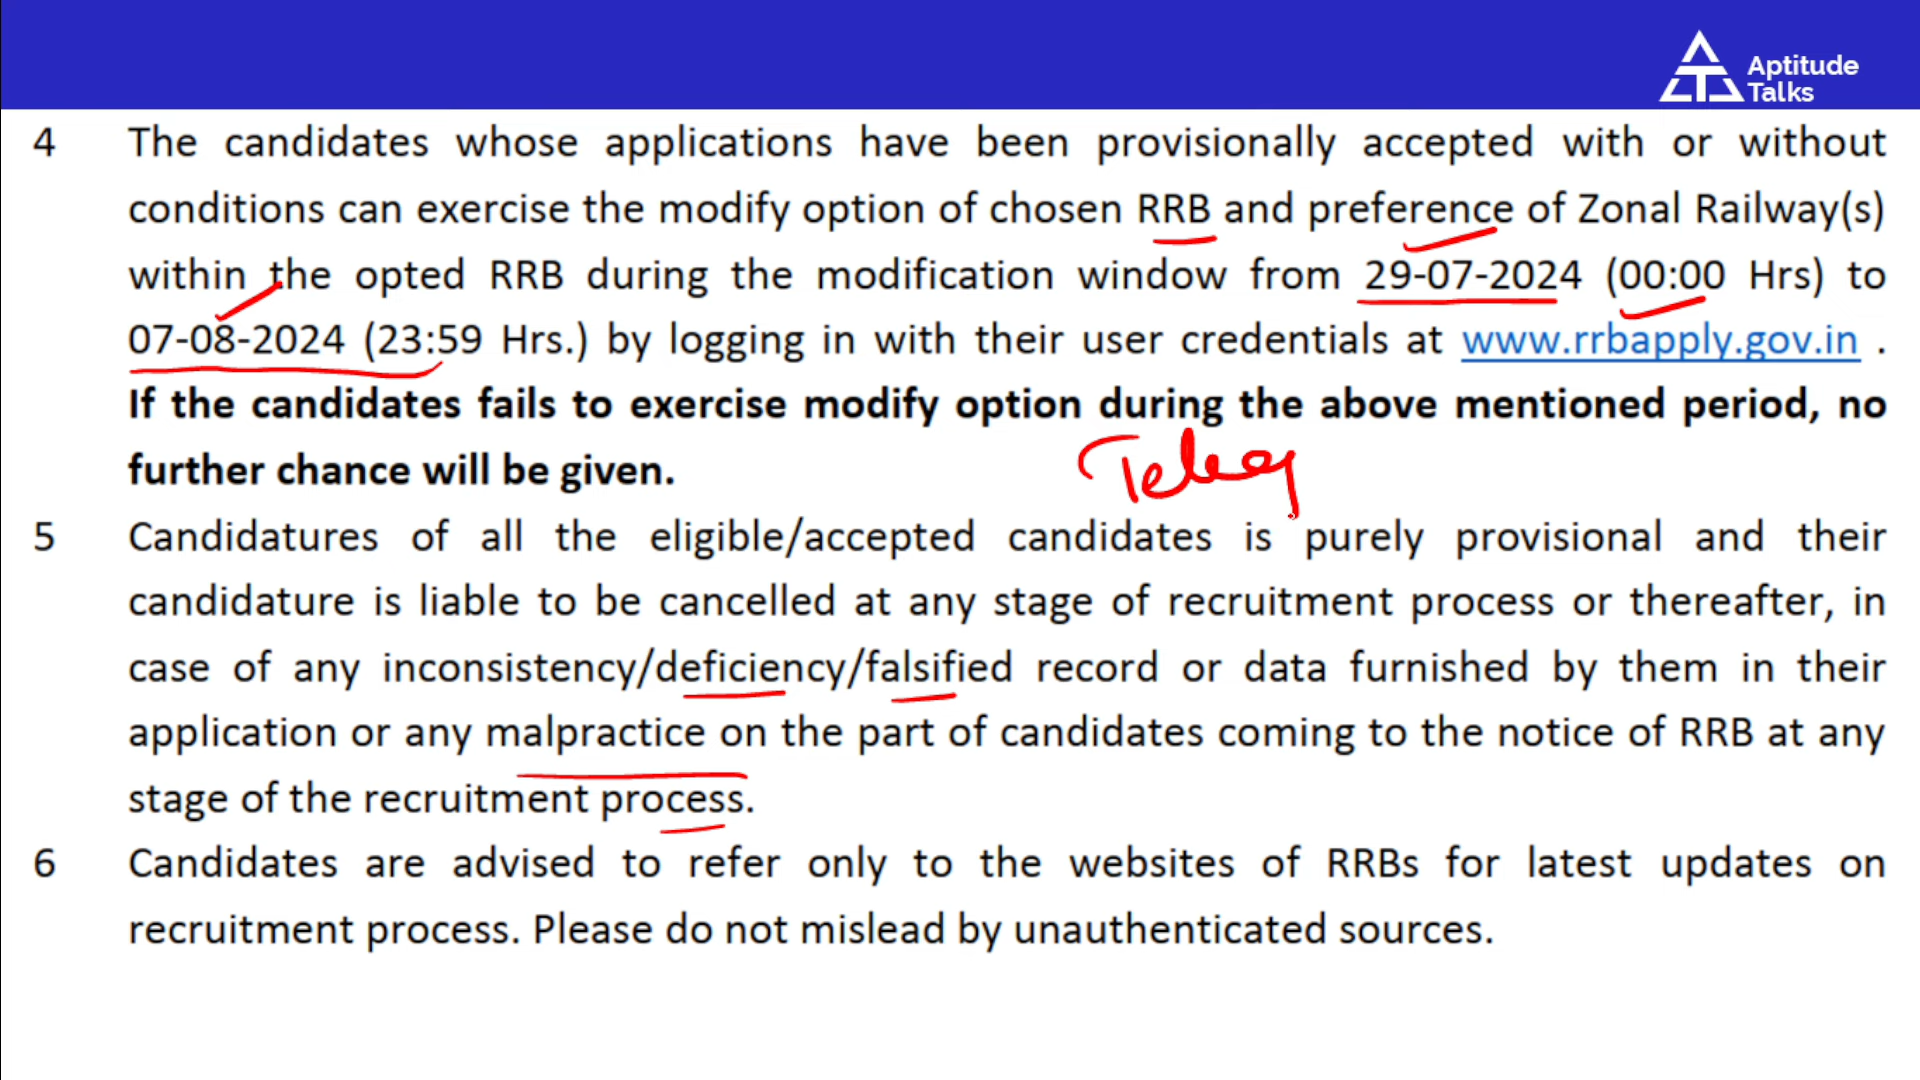 Aptitude
Talks
4 The candidates whose applications have been provisionally accepted with or without
conditions can exercise the modify option of chosen RRB and preference of Zonal Railway(s)
within the opted RRB during the modification window from 29-07-2024 (00:00 Hrs) to
07-08-2024 (23:59 Hrs.) by logging in with their user credentials at www.rrbapply.gov.in .
If the candidates fails to exercise modify option during the above mentioned period, no
further chance will be given.
5 Candidatures of all the eligible/accepted candidates is purely provisional and their
candidature is liable to be cancelled at any stage of recruitment process or thereafter, in
case of any inconsistency/deficiency/falsified record or data furnished by them in their
application or any malpractice on the part of candidates coming to the notice of RRB at any
stage of the recruitment process.
6 Candidates are advised to refer only to the websites of RRBs for latest updates on
recruitment process. Please do not mislead by unauthenticated sources.